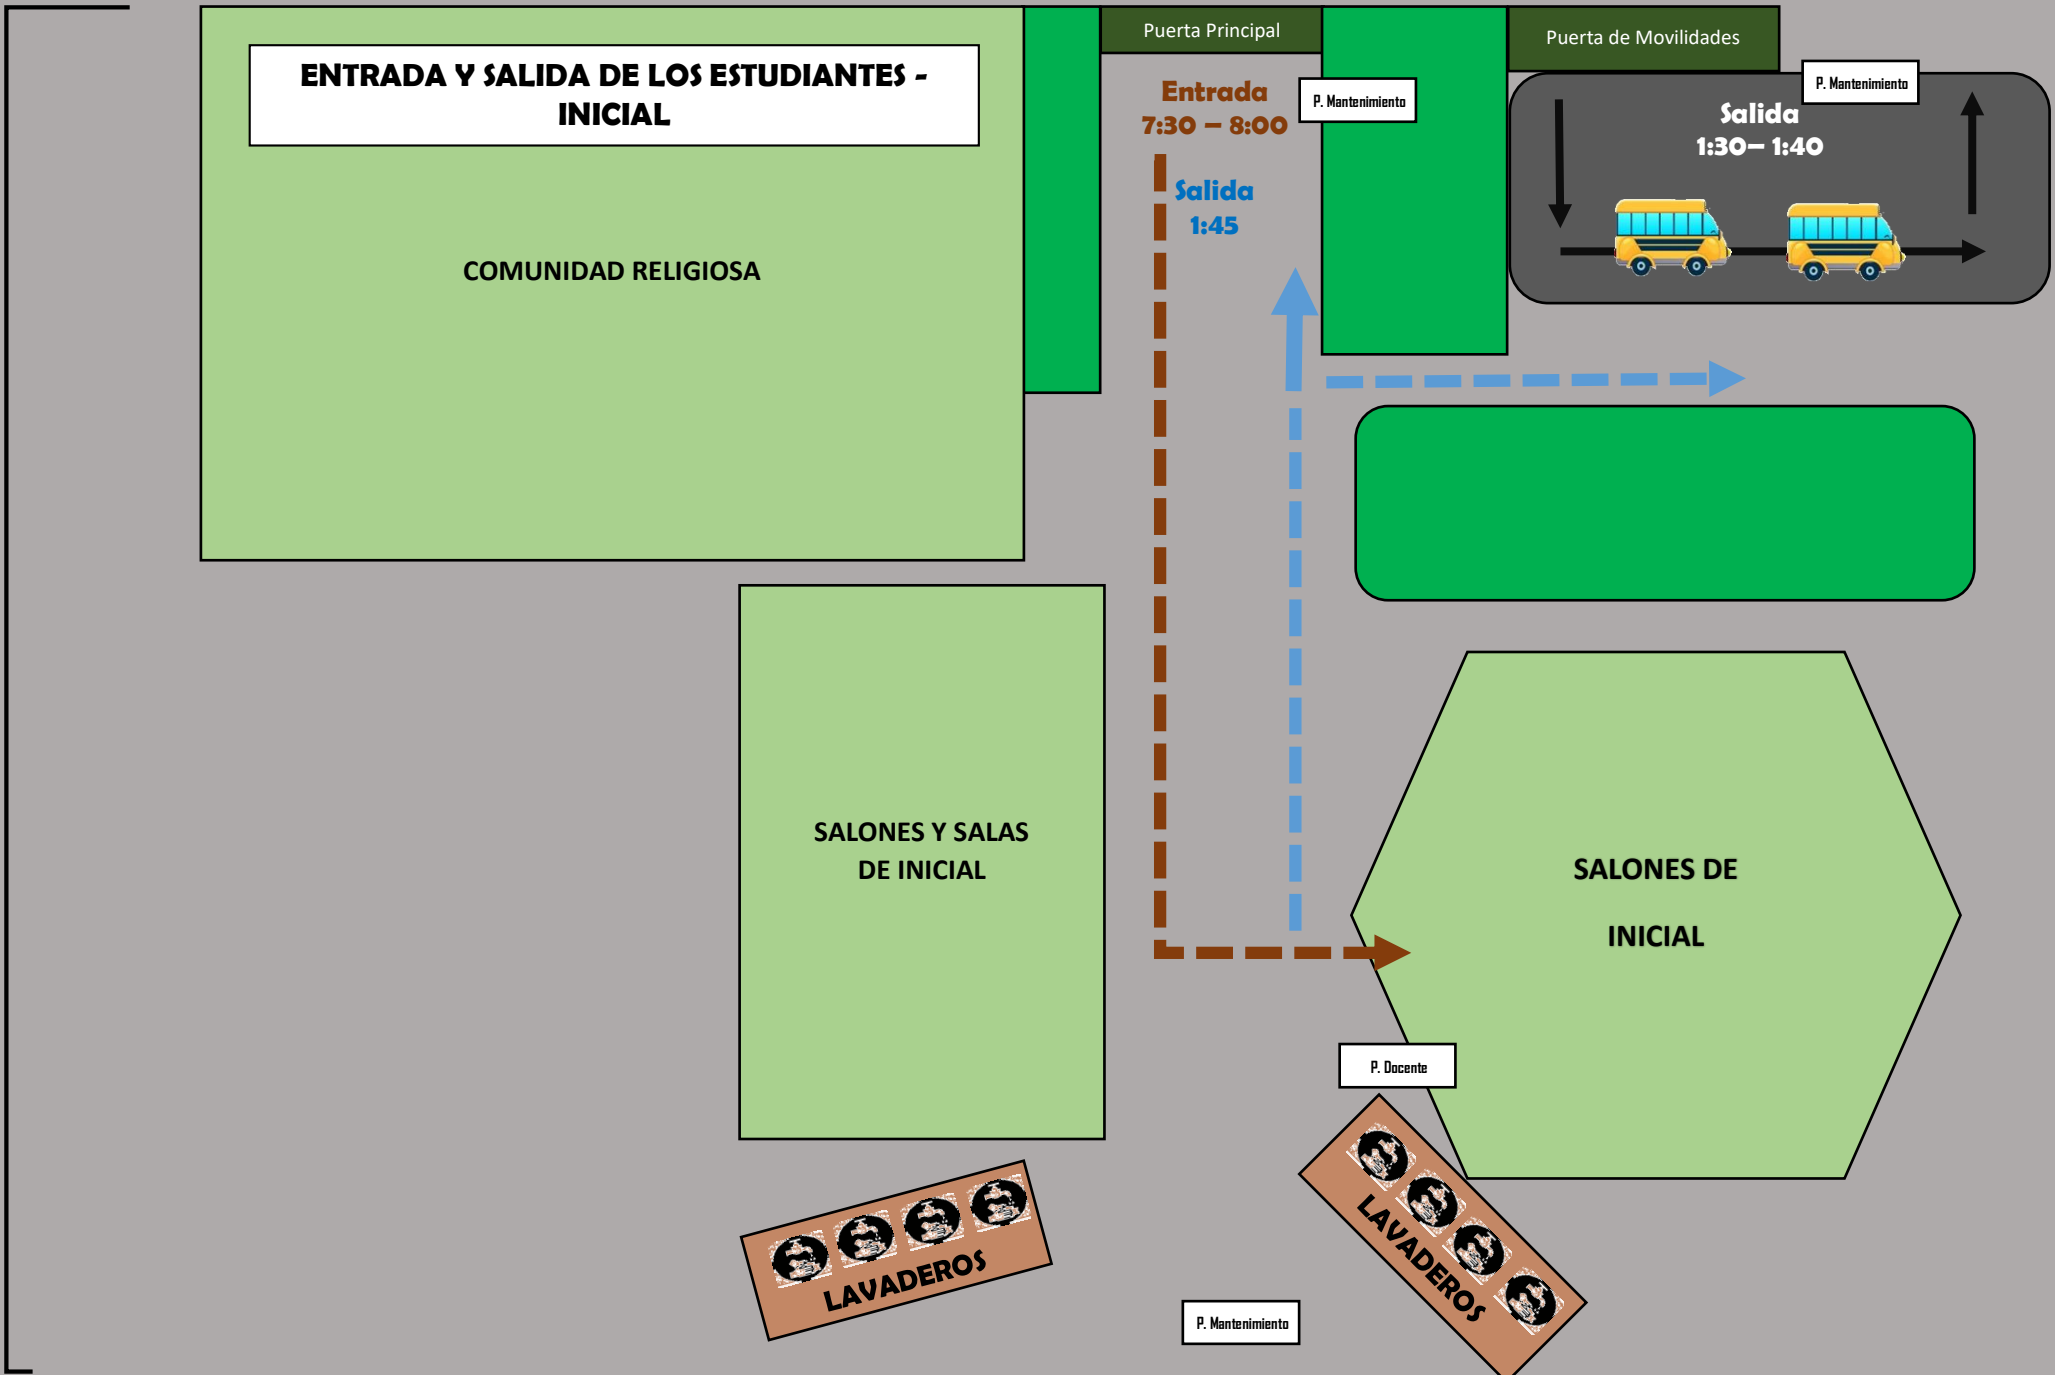 Puerta Principal
Puerta de Movilidades
ENTRADA Y SALIDA DE LOS ESTUDIANTES -
INICIAL
Entrada
7:30 – 8:00
P. Mantenimiento
P. Mantenimiento
Salida
1:30– 1:40
Salida
1:45
COMUNIDAD RELIGIOSA
SALONES Y SALAS
DE INICIAL
SALONES DE
INICIAL
P. Docente
LAVADEROS
LAVADEROS
P. Mantenimiento